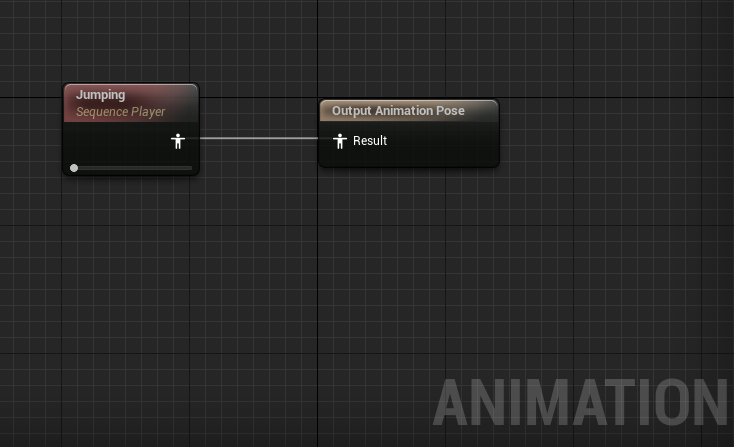 Jumping
Sequence Player
Output Animation Pose
Result
ANIMATION